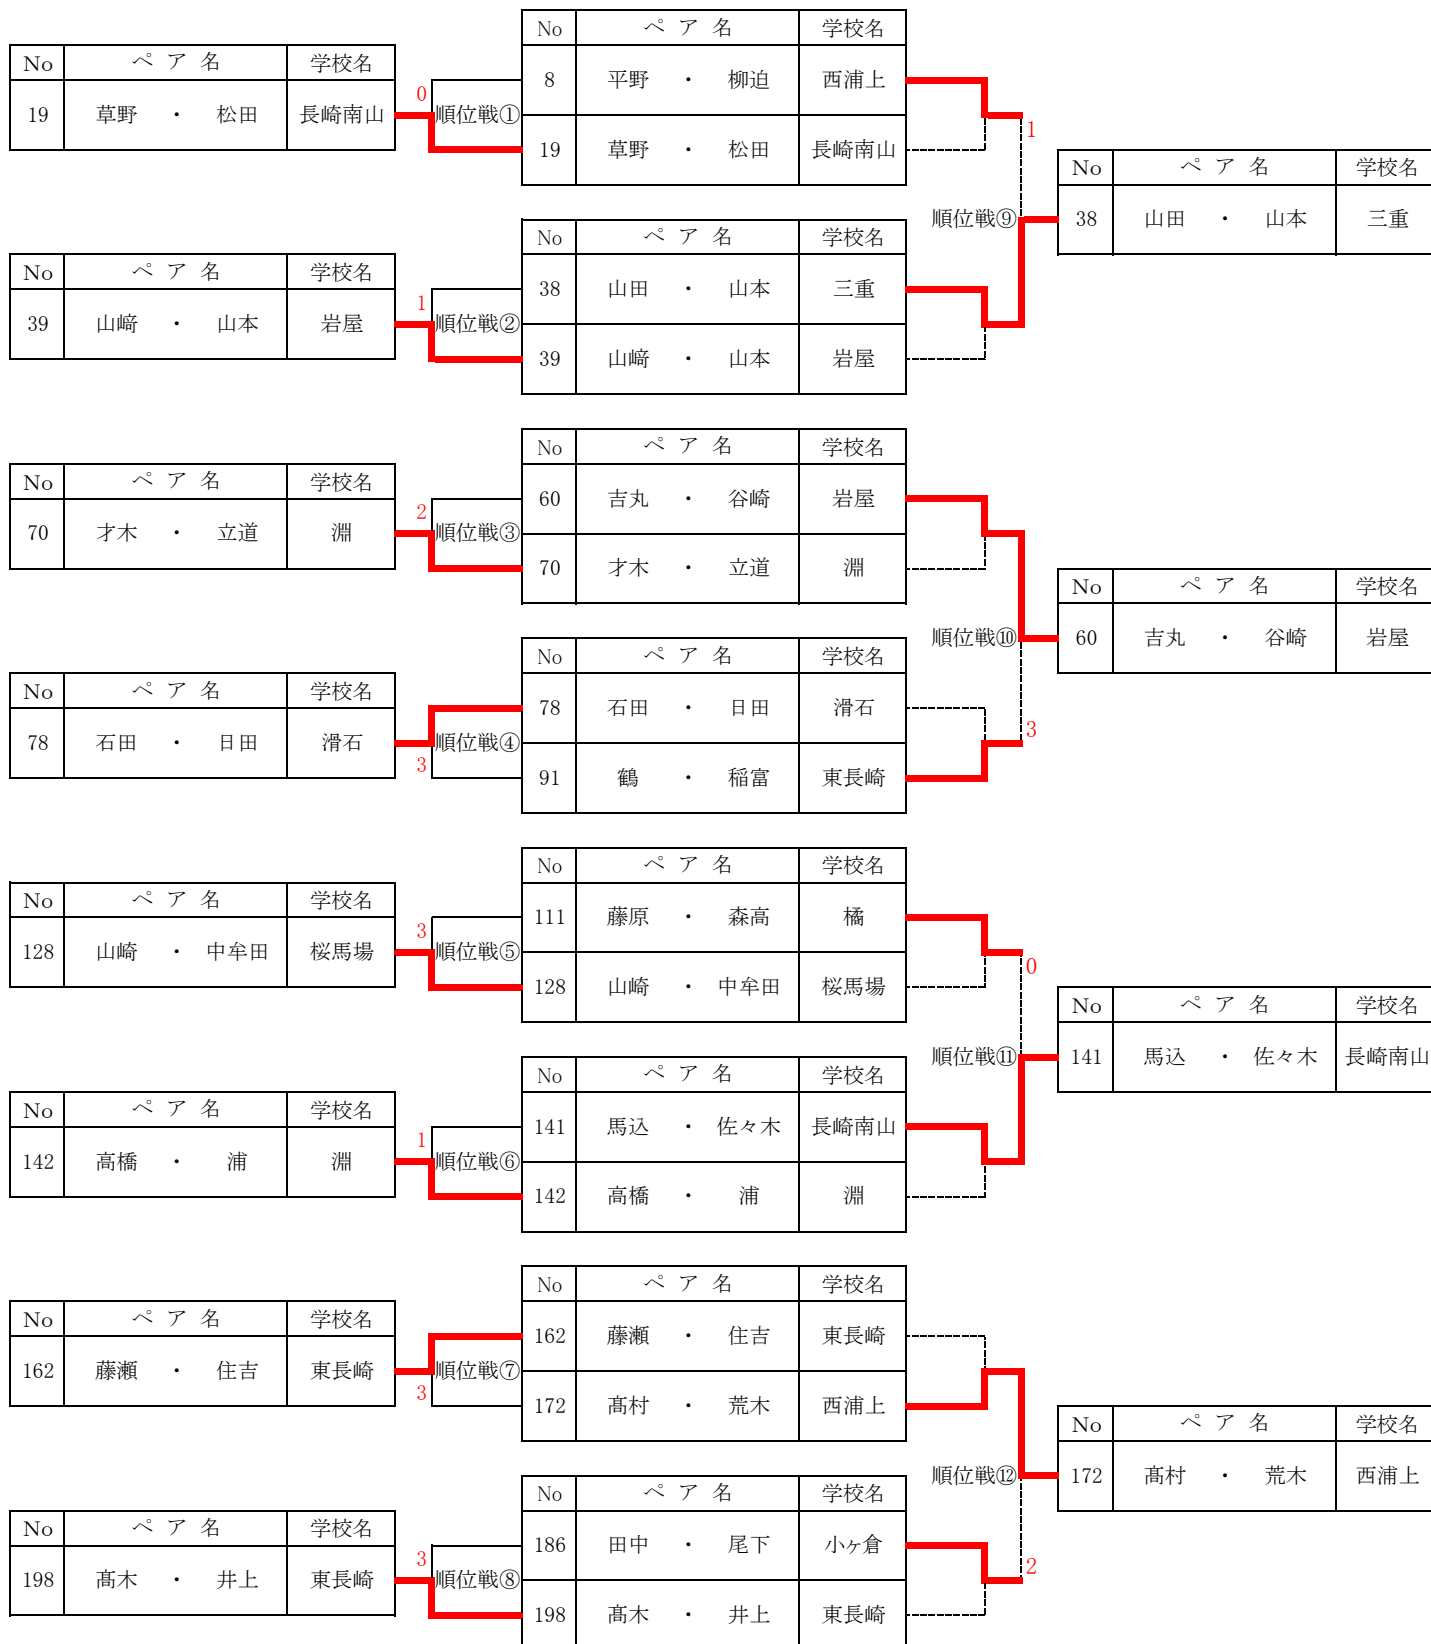 No ペア名 学校名
No ペア名 学校名
8 平野 ・ 柳迫 西浦上
19 草野 ・ 松田 長崎南山
0
順位戦①
19 草野 ・ 松田 長崎南山
1
No ペア名 学校名
順位戦⑨
38 山田 ・ 山本 三重
No ペア名 学校名
No ペア名 学校名
38 山田 ・ 山本 三重
39 山﨑 ・ 山本 岩屋
1
順位戦②
39 山﨑 ・ 山本 岩屋
No ペア名 学校名
No ペア名 学校名
60 吉丸 ・ 谷崎 岩屋
70 才木 ・ 立道 淵
2
順位戦③
70 才木 ・ 立道 淵
No ペア名 学校名
順位戦⑩
60 吉丸 ・ 谷崎 岩屋
No ペア名 学校名
No ペア名 学校名
78 石田 ・ 日田 滑石
78 石田 ・ 日田 滑石
順位戦④
3
3
91 鶴 ・ 稲富 東長崎
No ペア名 学校名
No ペア名 学校名
111 藤原 ・ 森高 橘
128 山崎 ・ 中牟田 桜馬場
3
順位戦⑤
128 山崎 ・ 中牟田 桜馬場
0
No ペア名 学校名
順位戦⑪
141 馬込 ・ 佐々木 長崎南山
No ペア名 学校名
No ペア名 学校名
141 馬込 ・ 佐々木 長崎南山
142 高橋 ・ 浦 淵
1
順位戦⑥
142 高橋 ・ 浦 淵
No ペア名 学校名
No ペア名 学校名
162 藤瀬 ・ 住吉 東長崎
162 藤瀬 ・ 住吉 東長崎
順位戦⑦
3
172 髙村 ・ 荒木 西浦上
No ペア名 学校名
順位戦⑫
172 髙村 ・ 荒木 西浦上
No ペア名 学校名
No ペア名 学校名
186 田中 ・ 尾下 小ヶ倉
198 髙木 ・ 井上 東長崎
3
順位戦⑧
2
198 髙木 ・ 井上 東長崎